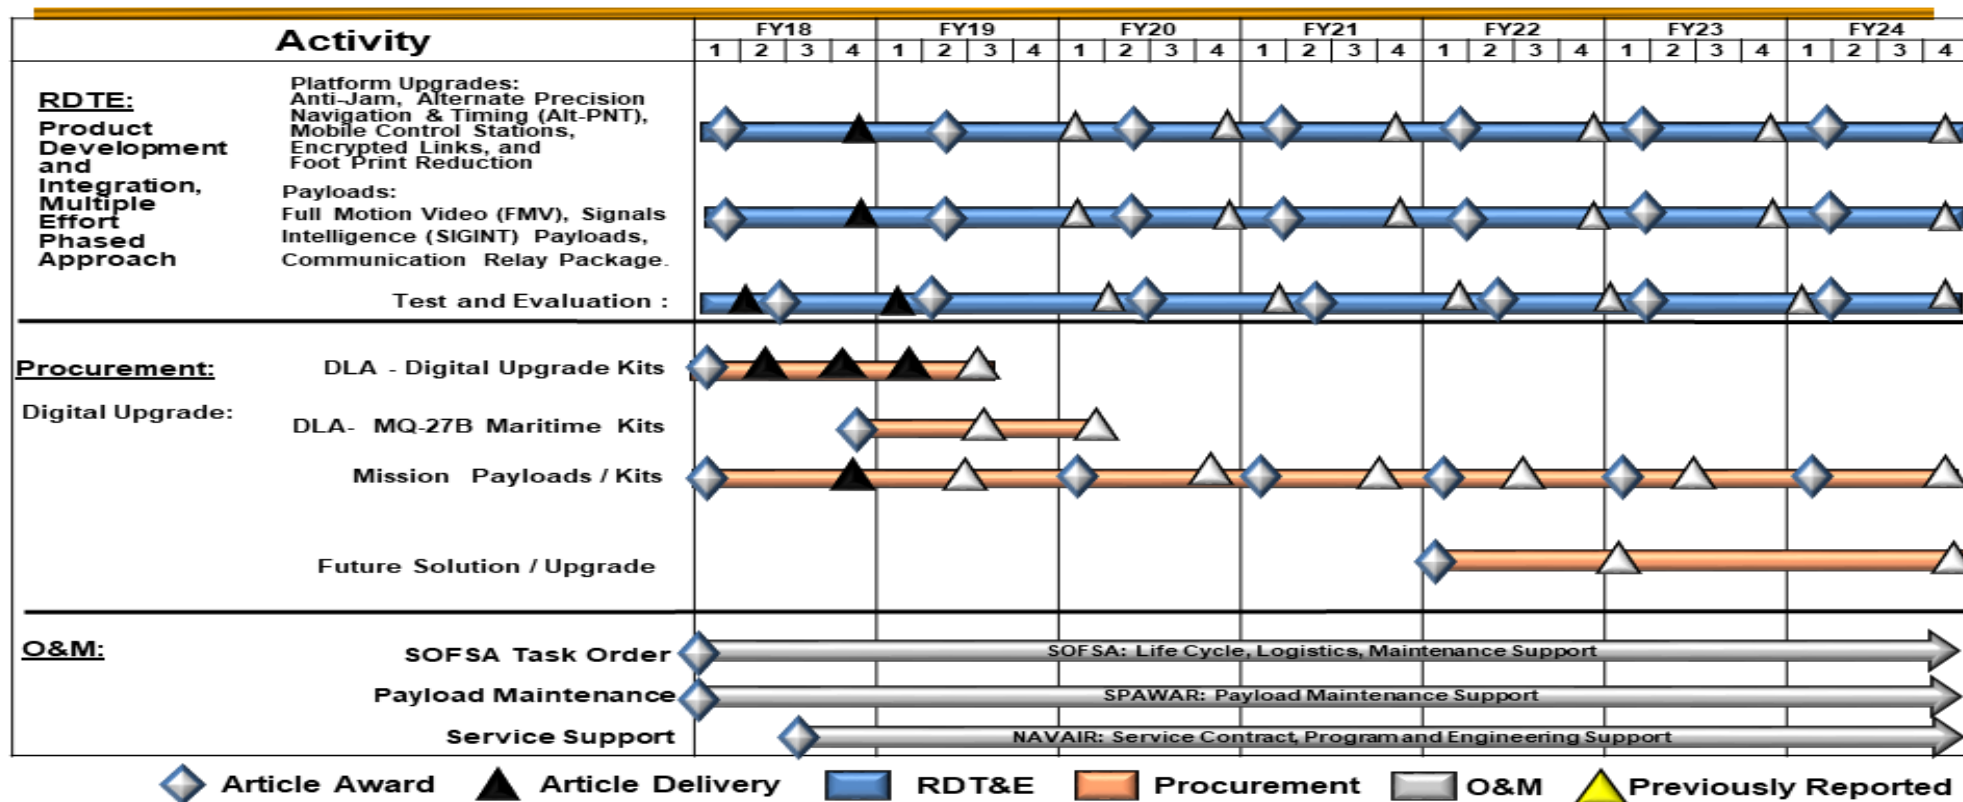 Activity
FY18 FY19 FY20 FY21 FY22 FY23 FY24
1 2 3 4 1 2 3 4 1 2 3 4 1 2 3 4 1 2 3 4 1 2 3 4 1 2 3 4
RDTE:
Product
Development
and
Integration,
Multiple
Effort
Phased
Approach
Platform Upgrades:
Anti-Jam, Alternate Precision
Navigation & Timing (Alt-PNT),
Mobile Control Stations,
Encrypted Links, and
Foot Print Reduction
Payloads:
Full Motion Video (FMV), Signals
Intelligence (SIGINT) Payloads,
Communication Relay Package.
Test and Evaluation :
Procurement:
DLA - Digital Upgrade Kits
Digital Upgrade:
DLA- MQ-27B Maritime Kits
Mission Payloads / Kits
Future Solution / Upgrade
O&M:
SOFSA Task Order
SOFSA: Life Cycle, Logistics, Maintenance Support
Payload Maintenance
SPAWAR: Payload Maintenance Support
Service Support
NAVAIR: Service Contract, Program and Engineering Support
Article Award Article Delivery RDT&E Procurement O&M Previously Reported